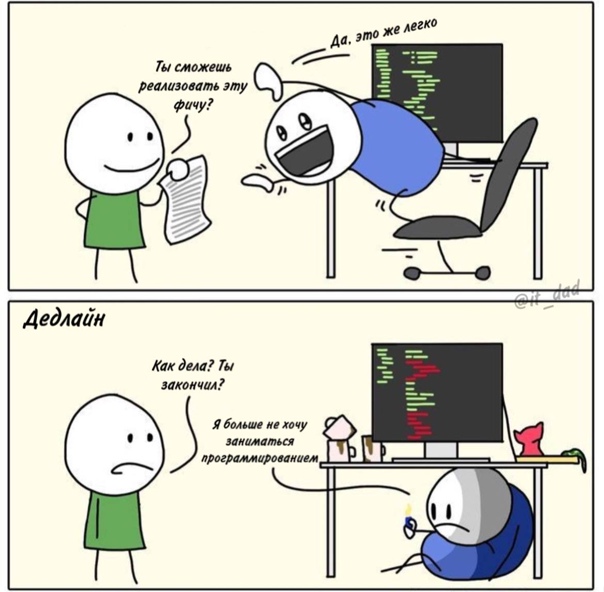 Да, это же легко
Ты сможешь
реализовать эту
фичу?
@it_dad
Дедлайн
Как дела? Ты
закончил?
Я больше не хочу
заниматься
программированием